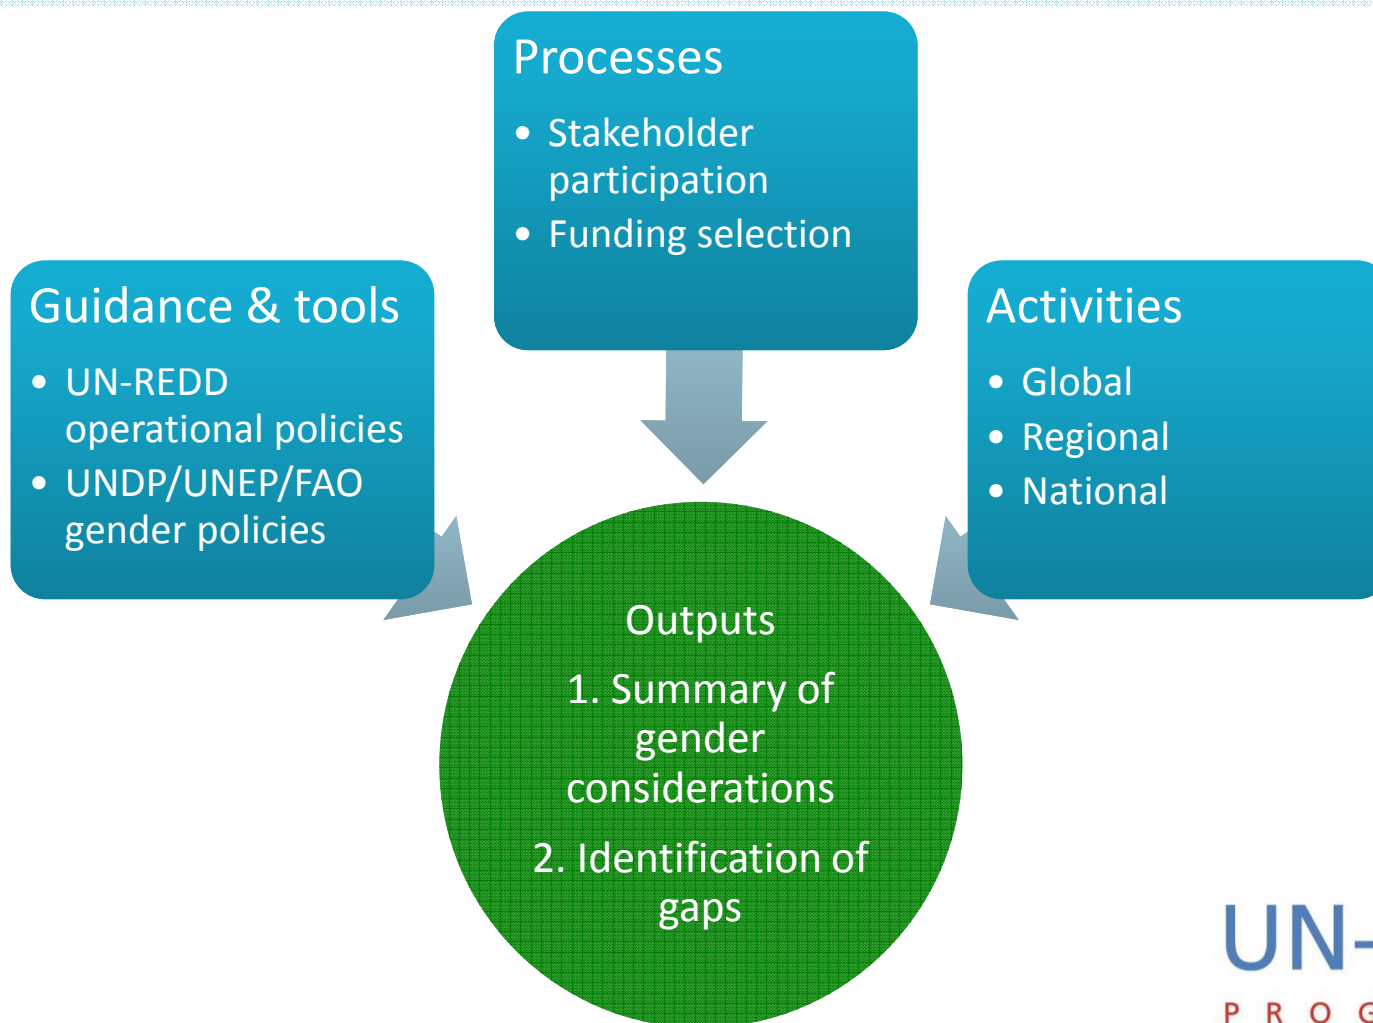 Processes
• Stakeholder
participation
• Funding selection
Guidance & tools
• UN-REDD
operational policies
• UNDP/UNEP/FAO
gender policies
Activities
• Global
• Regional
• National
Outputs
1. Summary of
gender
considerations
2. Identification of
gaps
UN-
PROG